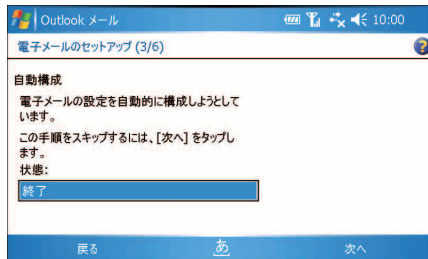 Outlook メール
10:00
電子メールのセットアップ (3/6)
自動構成
電子メールの設定を自動的に構成しようとして
います。
この手順をスキップするには、[次へ] をタップし
ます。
状態:
終了
戻る
あ
次へ